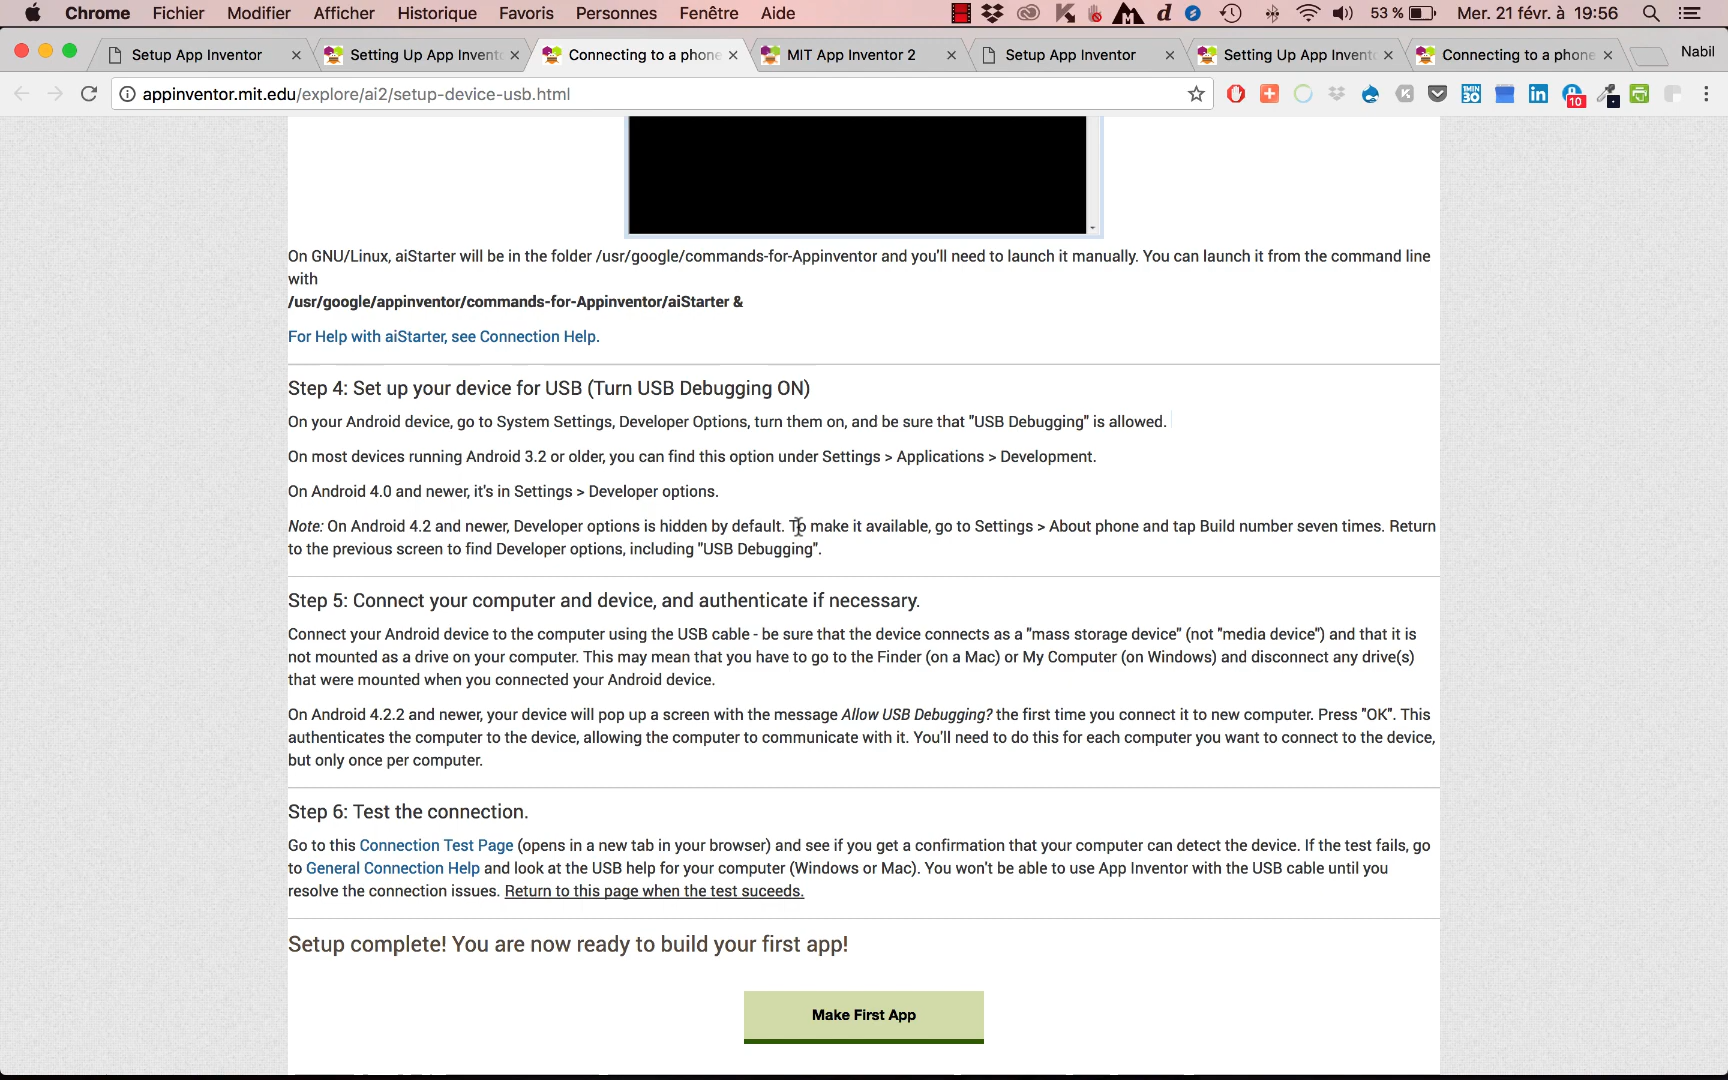 Chrome Fichier Modifier Afficher Historique Favoris Personnes Fenêtre Aide 53 % Mer. 21 févr. à 19:56
Setup App Inventor Setting Up App Invento Connecting to a phone MIT App Inventor 2 Setup App Inventor Setting Up App Invento Connecting to a phone Nabil
appinventor.mit.edu/explore/ai2/setup-device-usb.html 1MIN 30 in 10
On GNU/Linux, aiStarter will be in the folder /usr/google/commands-for-Appinventor and you'll need to launch it manually. You can launch it from the command line
with
/usr/google/appinventor/commands-for-Appinventor/aiStarter &
For Help with aiStarter, see Connection Help.
Step 4: Set up your device for USB (Turn USB Debugging ON)
On your Android device, go to System Settings, Developer Options, turn them on, and be sure that "USB Debugging" is allowed.
On most devices running Android 3.2 or older, you can find this option under Settings > Applications > Development.
On Android 4.0 and newer, it's in Settings > Developer options.
Note: On Android 4.2 and newer, Developer options is hidden by default. To make it available, go to Settings > About phone and tap Build number seven times. Return
to the previous screen to find Developer options, including "USB Debugging".
Step 5: Connect your computer and device, and authenticate if necessary.
Connect your Android device to the computer using the USB cable - be sure that the device connects as a "mass storage device" (not "media device") and that it is
not mounted as a drive on your computer. This may mean that you have to go to the Finder (on a Mac) or My Computer (on Windows) and disconnect any drive(s)
that were mounted when you connected your Android device.
On Android 4.2.2 and newer, your device will pop up a screen with the message Allow USB Debugging? the first time you connect it to new computer. Press "OK". This
authenticates the computer to the device, allowing the computer to communicate with it. You'll need to do this for each computer you want to connect to the device,
but only once per computer.
Step 6: Test the connection.
Go to this Connection Test Page (opens in a new tab in your browser) and see if you get a confirmation that your computer can detect the device. If the test fails, go
to General Connection Help and look at the USB help for your computer (Windows or Mac). You won't be able to use App Inventor with the USB cable until you
resolve the connection issues. Return to this page when the test suceeds.
Setup complete! You are now ready to build your first app!
Make First App